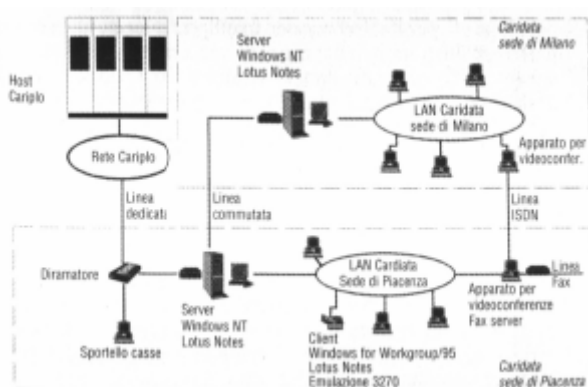 Caridata
sede di Milano
Server
Windows NT
Lotus Notes
Host
Cariplo
LAN Caridata
sede di Milano
Rete Cariplo
Apparato per
videoconfer.
Linea
dedicati
Linea
commutata
Linea
ISDN
Diramatore
LAN Cardiata
Sede di Piacenza
Linea
Fax
Server
Windows NT
Lotus Notes
Apparato per
videoconferenze
Fax server
Sportello casse
Client
Windows for Workgroup/95
Lotus Notes
Emulazione 3270
Caridata
sede di Piacenza